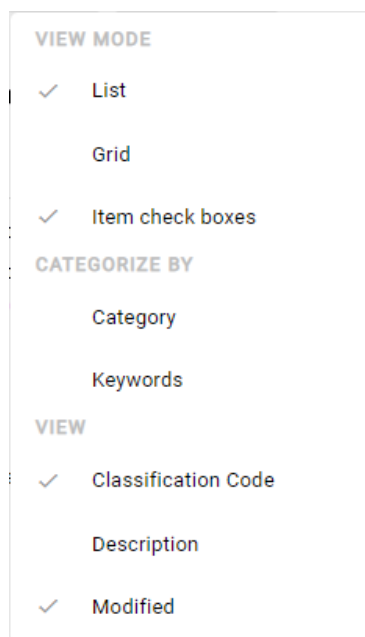 VIEW MODE
List
Grid
Item check boxes
CATEGORIZE BY
Category
Keywords
VIEW
Classification Code
Description
Modified